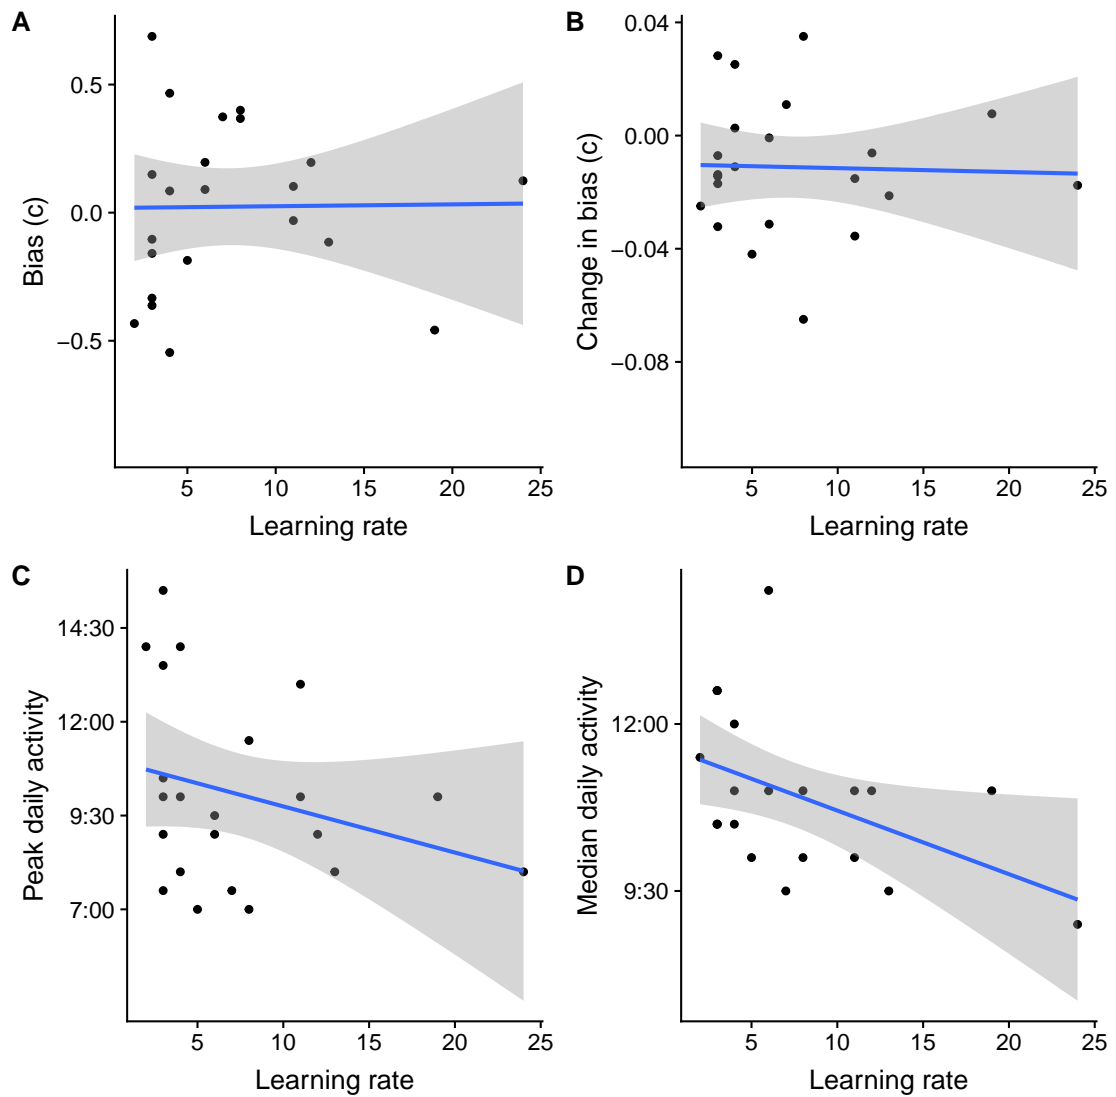 A
Bias (c)
0.5
0.0
−0.5
5 10 15 20 25
Learning rate
B
Change in bias (c)
0.04
0.00
−0.04
−0.08
5 10 15 20 25
Learning rate
C
Peak daily activity
14:30
12:00
9:30
7:00
5 10 15 20 25
Learning rate
D
Median daily activity
12:00
9:30
5 10 15 20 25
Learning rate